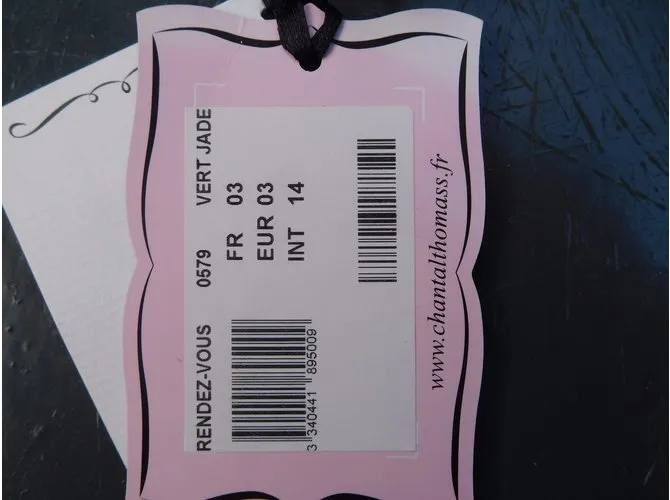 RENDEZ-VOUS 0579 VERT JADE
FR 03
EUR 03
INT 14
3 340441 895009
www.chantalthomass.fr